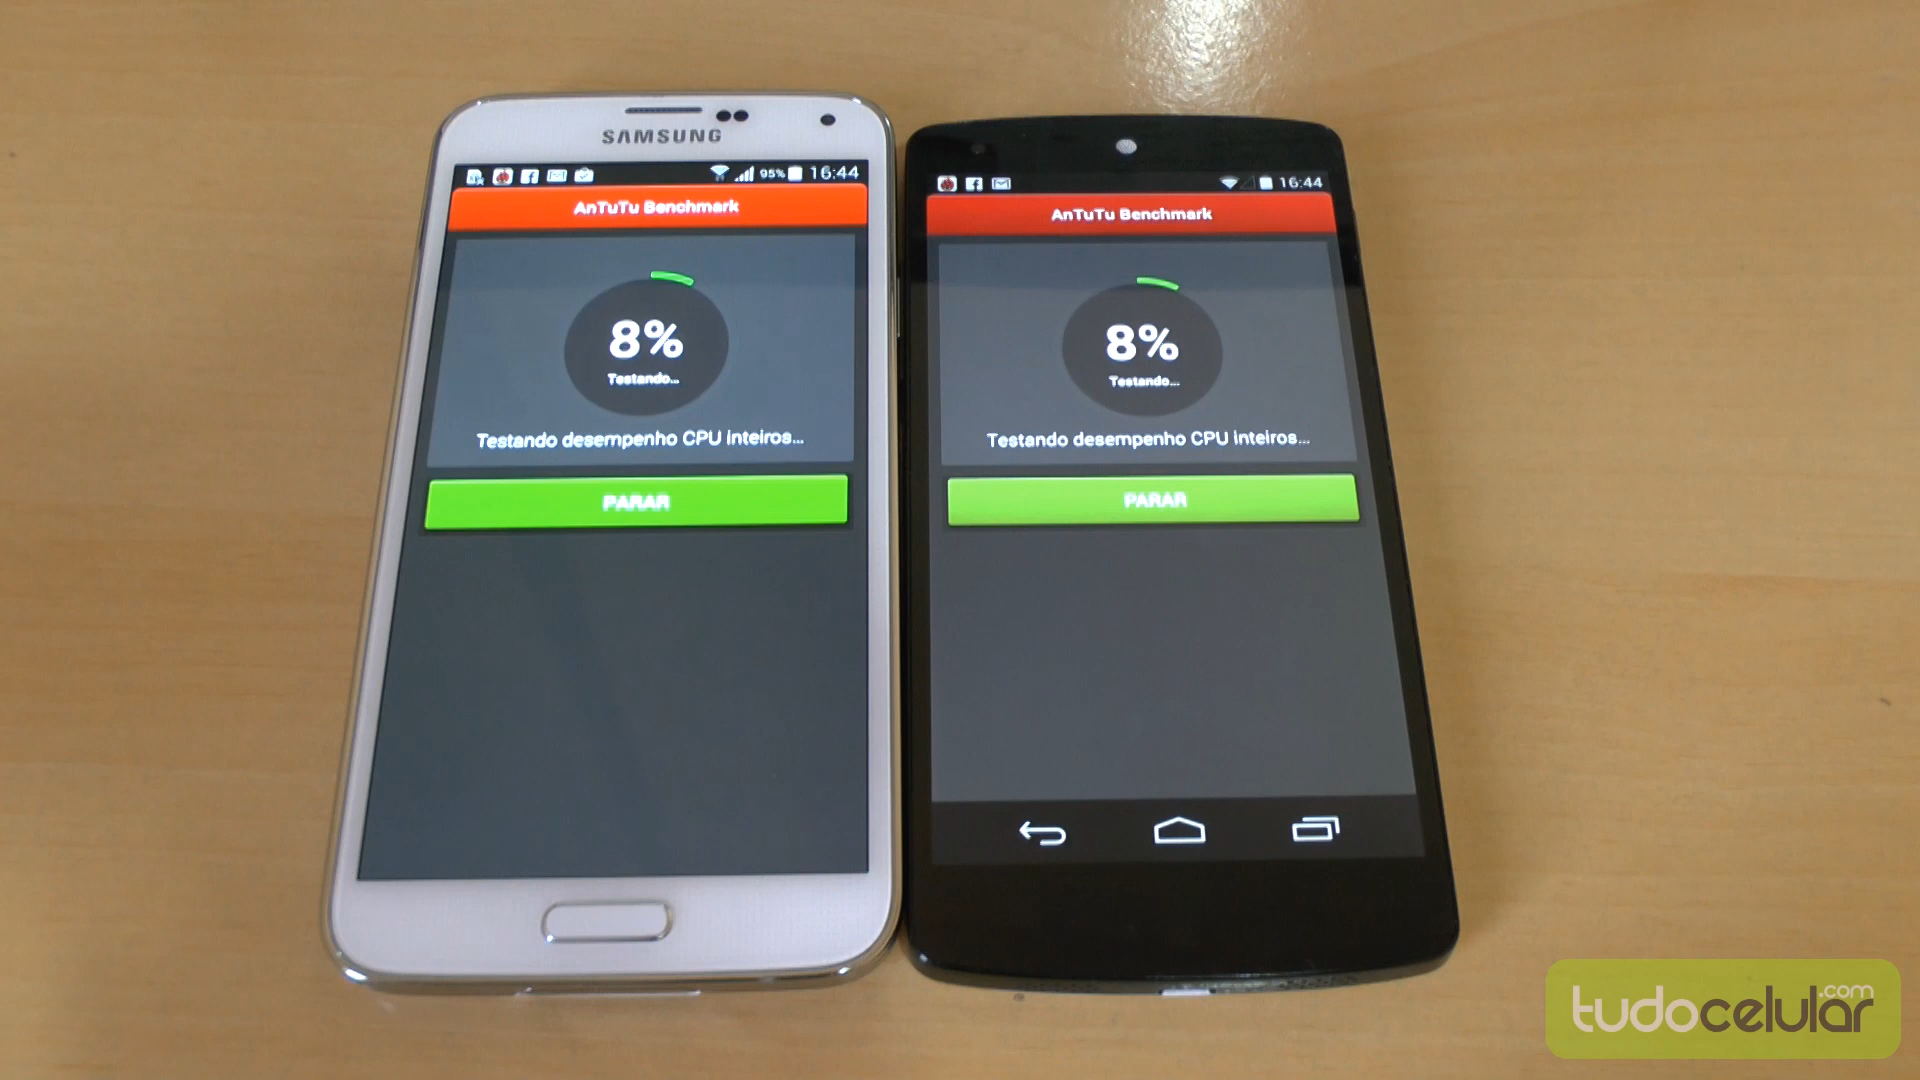 SAMSUNG
95% 16:44
AnTuTu Benchmark
8%
Testando...
Testando desempenho CPU inteiros...
PARAR
16:44
AnTuTu Benchmark
8%
Testando...
Testando desempenho CPU inteiros...
PARAR
tudocelular.com